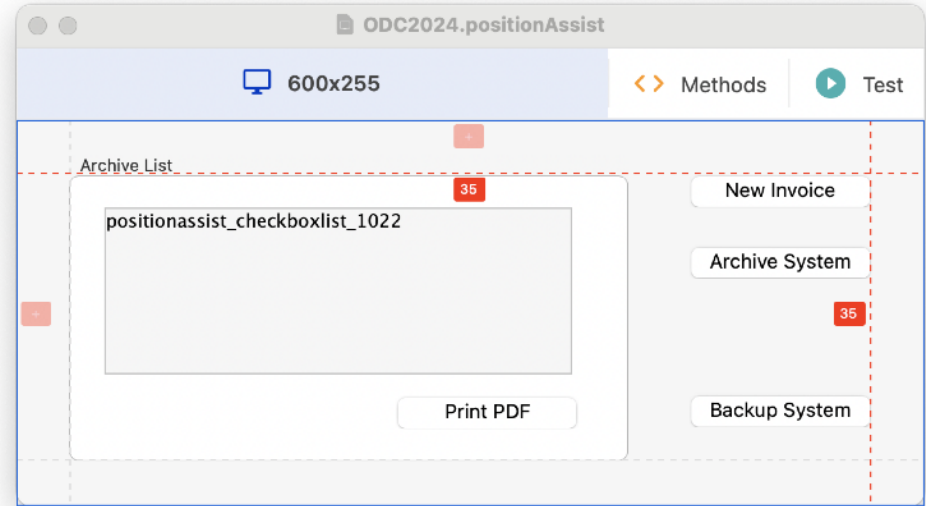 ODC2024.positionAssist
600x255
< > Methods
Test
+
Archive List
35
New Invoice
positionassist_checkboxlist_1022
Archive System
+
35
Print PDF
Backup System